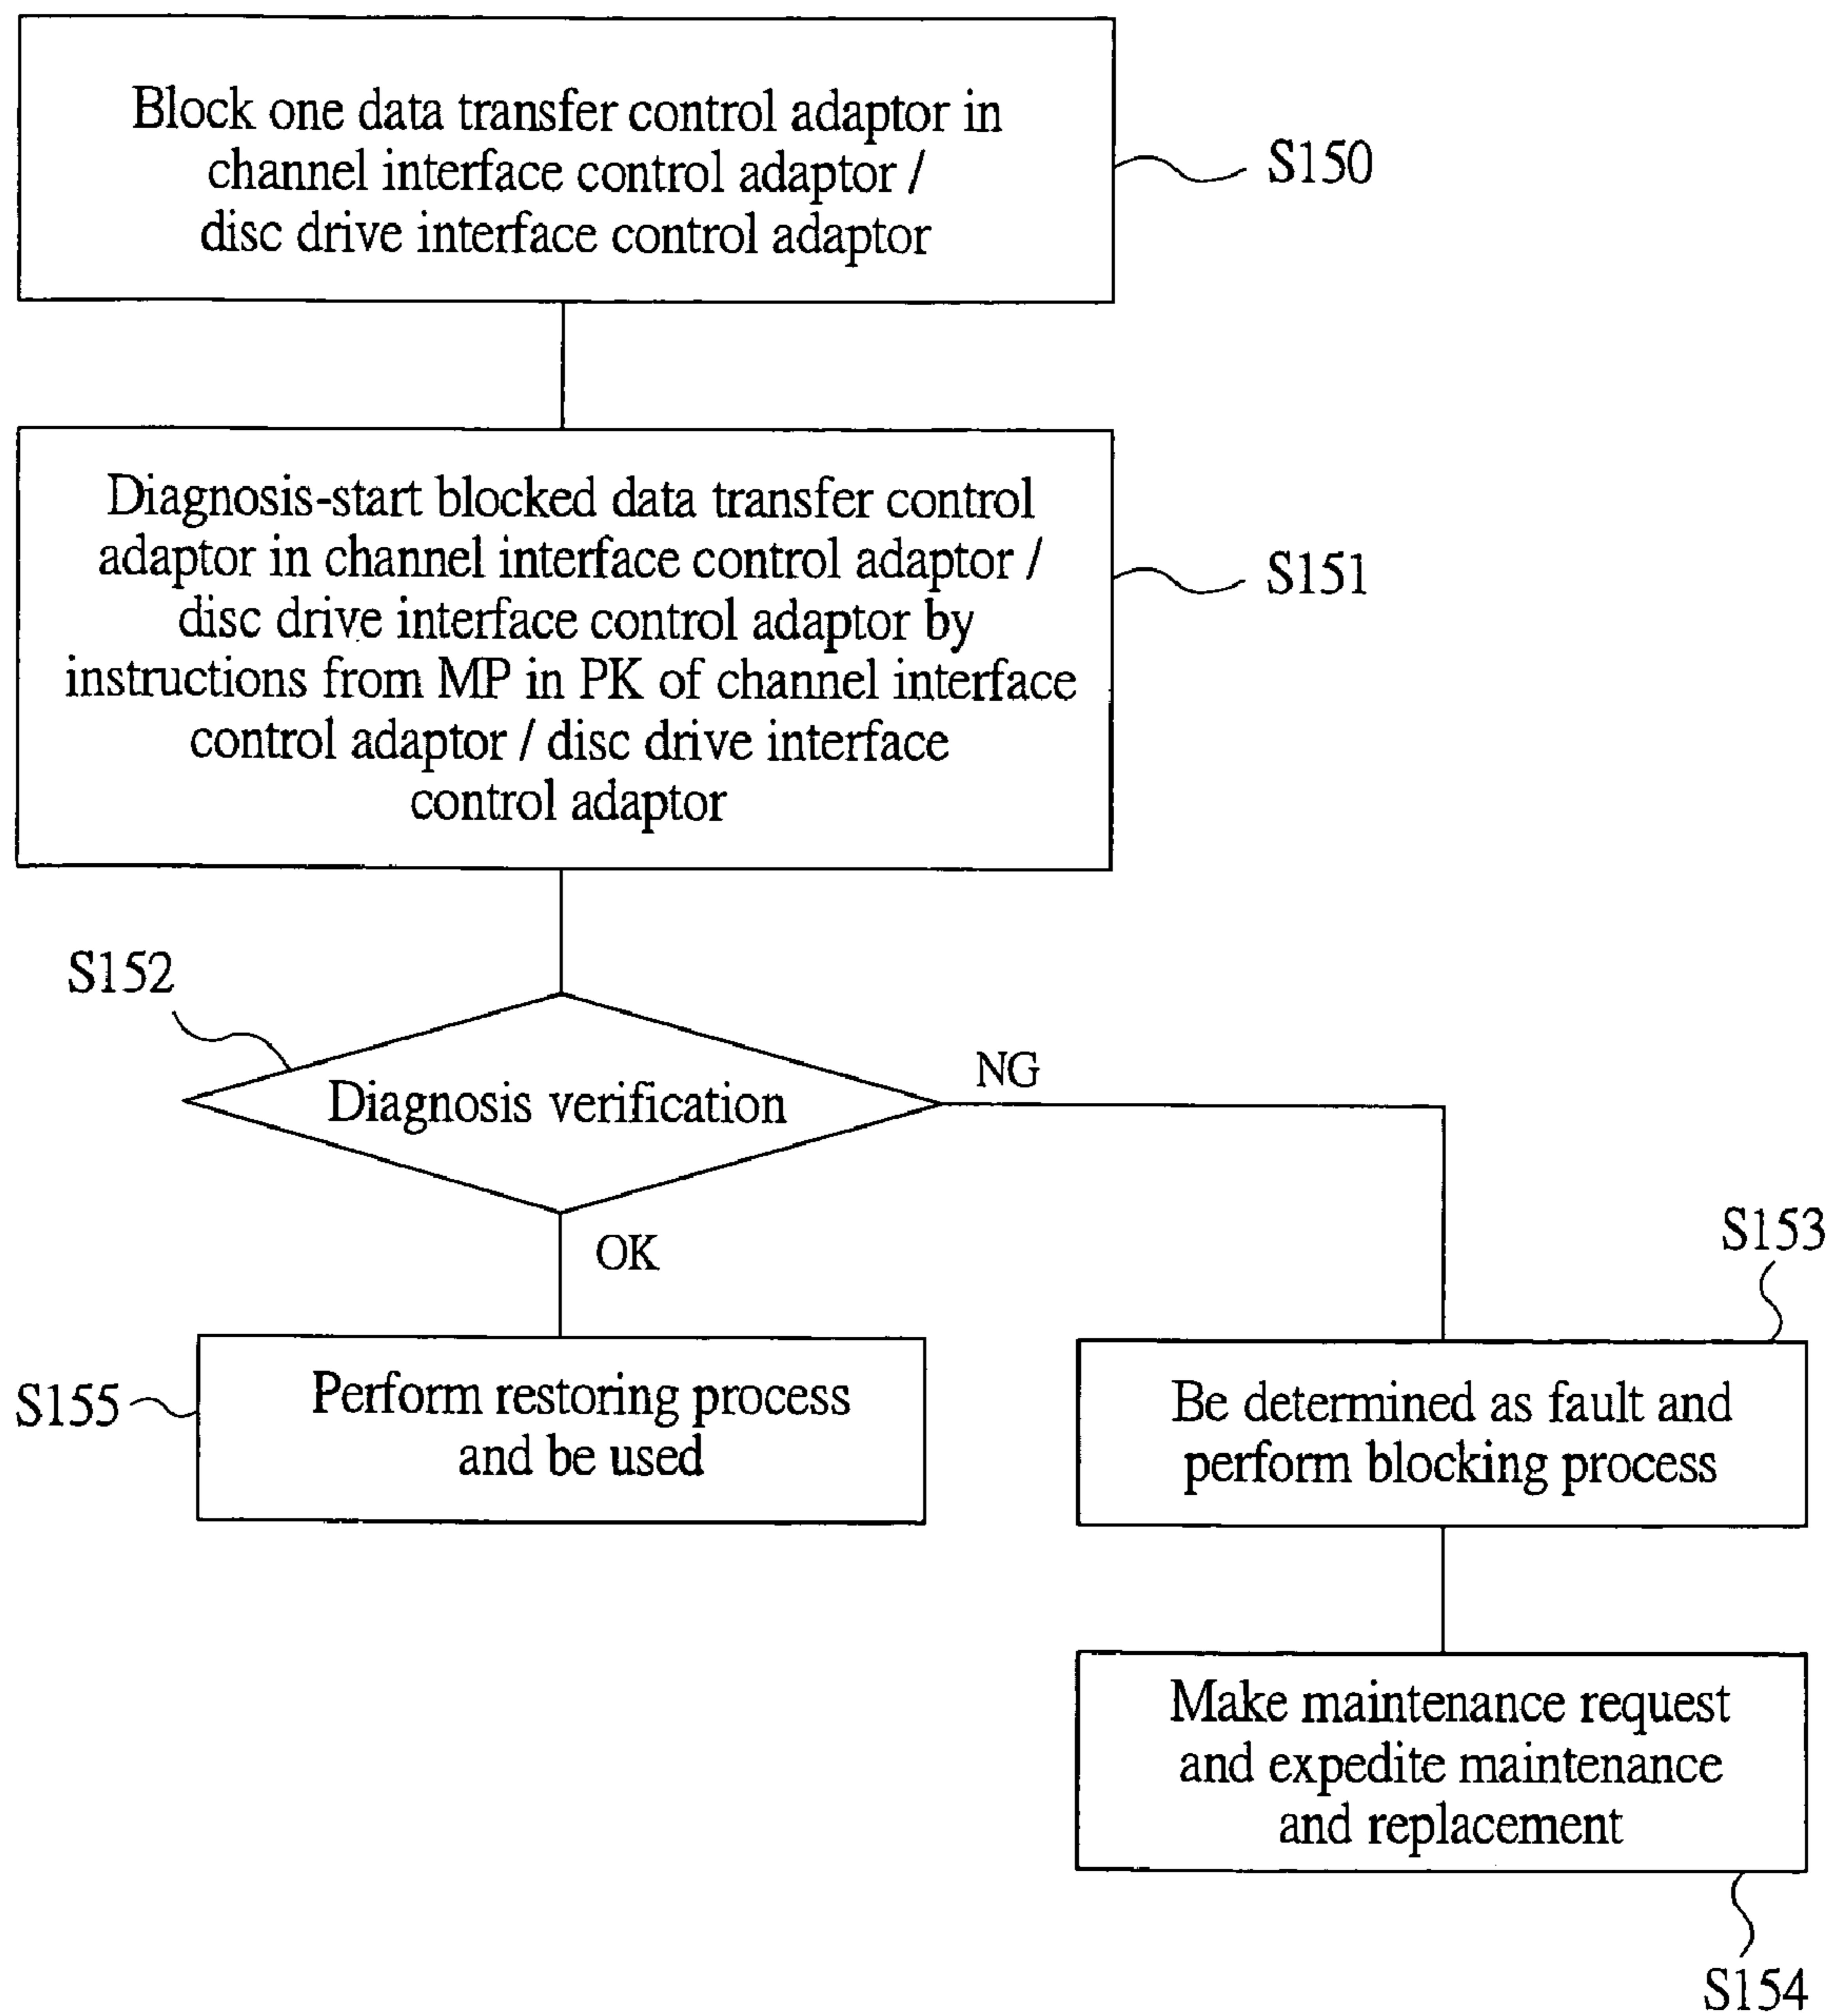 Block one data transfer control adaptor in
channel interface control adaptor /
disc drive interface control adaptor
S150
Diagnosis-start blocked data transfer control
adaptor in channel interface control adaptor /
disc drive interface control adaptor by
instructions from MP in PK of channel interface
control adaptor / disc drive interface
control adaptor
S151
S152
Diagnosis verification
NG
OK
S153
S155
Perform restoring process
and be used
Be determined as fault and
perform blocking process
Make maintenance request
and expedite maintenance
and replacement
S154